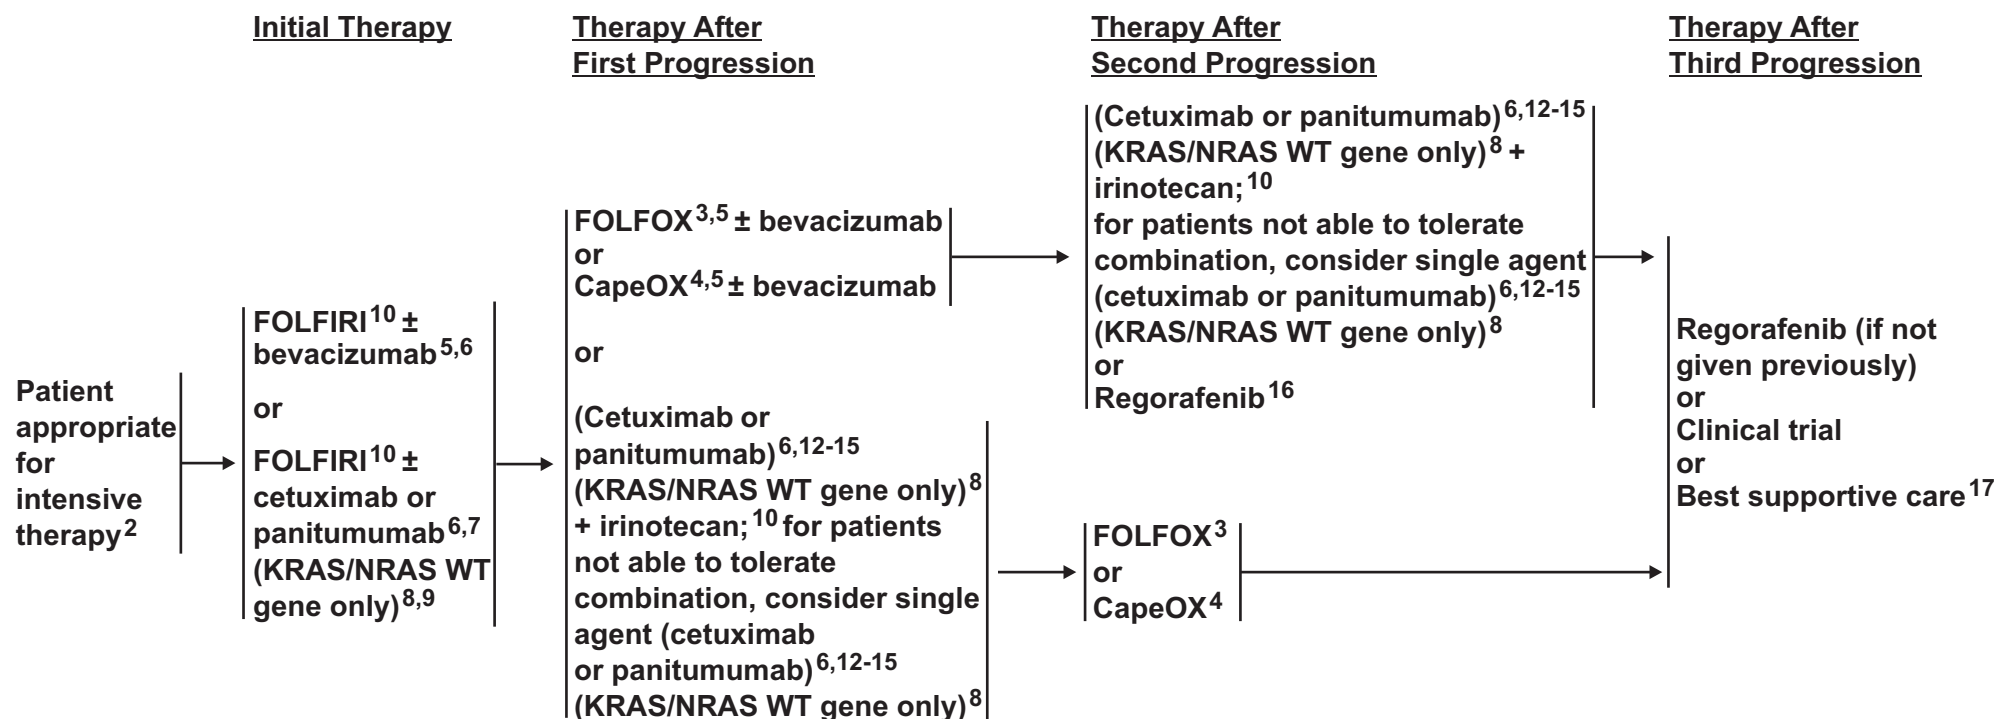 Initial Therapy
Therapy After
First Progression
Therapy After
Second Progression
Therapy After
Third Progression
Patient
appropriate
for
intensive
therapy2
FOLFIRI10 ±
bevacizumab5,6
or
FOLFIRI10 ±
cetuximab or
panitumumab6,7
(KRAS/NRAS WT
gene only)8,9
FOLFOX3,5 ± bevacizumab
or
CapeOX4,5 ± bevacizumab
or
(Cetuximab or
panitumumab)6,12-15
(KRAS/NRAS WT gene only)8
+ irinotecan;10 for patients
not able to tolerate
combination, consider single
agent (cetuximab
or panitumumab)6,12-15
(KRAS/NRAS WT gene only)8
(Cetuximab or panitumumab)6,12-15
(KRAS/NRAS WT gene only)8 +
irinotecan;10
for patients not able to tolerate
combination, consider single agent
(cetuximab or panitumumab)6,12-15
(KRAS/NRAS WT gene only)8
or
Regorafenib16
FOLFOX3
or
CapeOX4
Regorafenib (if not
given previously)
or
Clinical trial
or
Best supportive care17